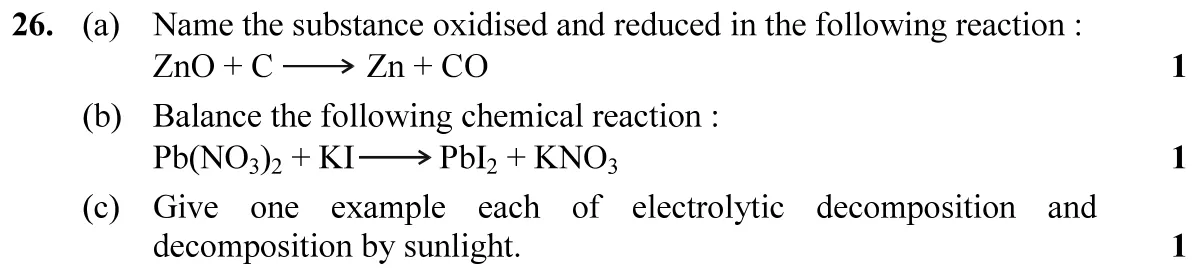 26. (a) Name the substance oxidised and reduced in the following reaction :
ZnO + C ⟶ Zn + CO 1
(b) Balance the following chemical reaction :
Pb(NO₃)₂ + KI ⟶ PbI₂ + KNO₃ 1
(c) Give one example each of electrolytic decomposition and
decomposition by sunlight. 1